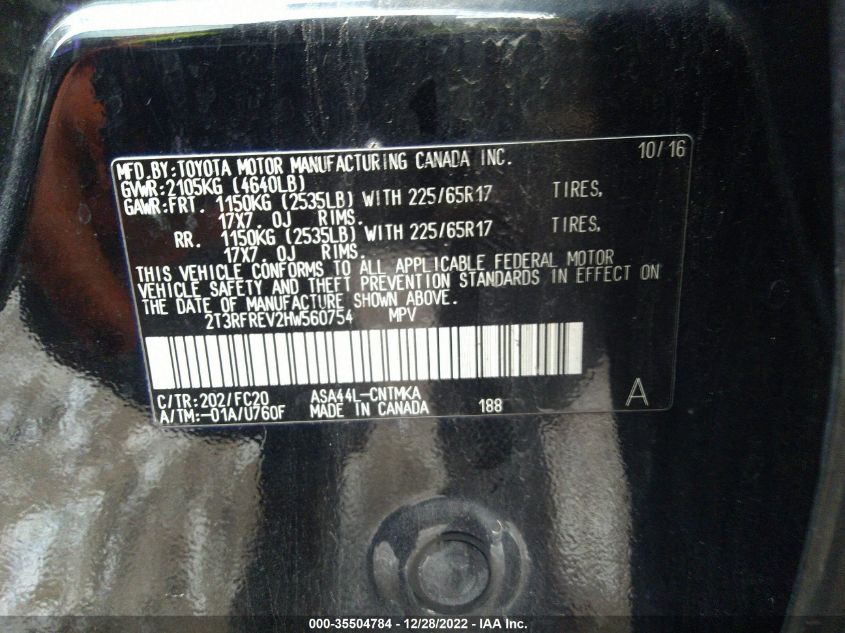 MFD.BY:TOYOTA MOTOR MANUFACTURING CANADA INC. 10/16
GVWR:2105KG (4640LB)
GAWR:FRT. 1150KG (2535LB) WITH 225/65R17 TIRES,
17X7.0J RIMS.
RR. 1150KG (2535LB) WITH 225/65R17 TIRES,
17X7.0J RIMS.
THIS VEHICLE CONFORMS TO ALL APPLICABLE FEDERAL MOTOR
VEHICLE SAFETY AND THEFT PREVENTION STANDARDS IN EFFECT ON
THE DATE OF MANUFACTURE SHOWN ABOVE.
2T3RFREV2HW560754 MPV
C/TR:202/FC20 ASA44L-CNTMKA
A/TM:-01A/U760F MADE IN CANADA 188 A
000-35504784 - 12/28/2022 - IAA Inc.